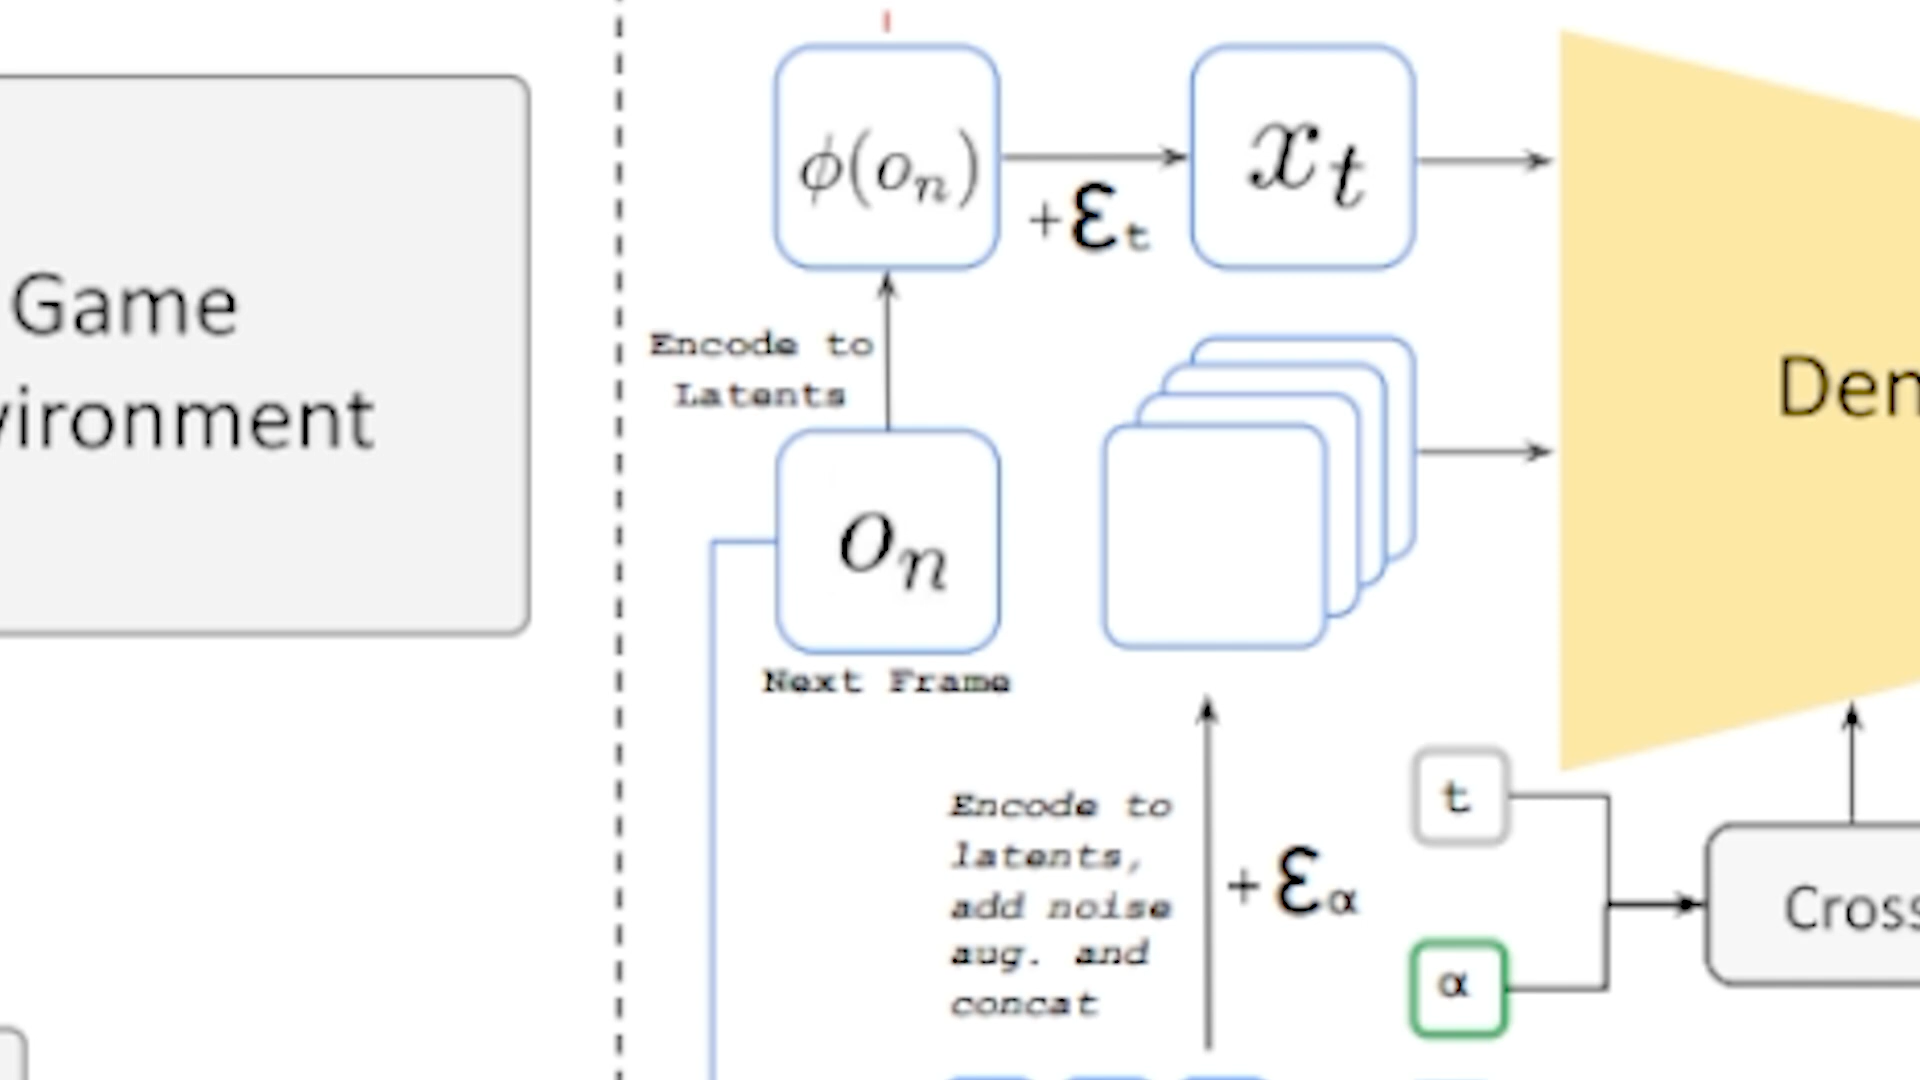 Game
vironment
ϕ(oₙ)
+ εₜ
xₜ
Encode to
Latents
oₙ
Next Frame
Den
Encode to
latents,
add noise
aug. and
concat
+ εα
t
α
Cross